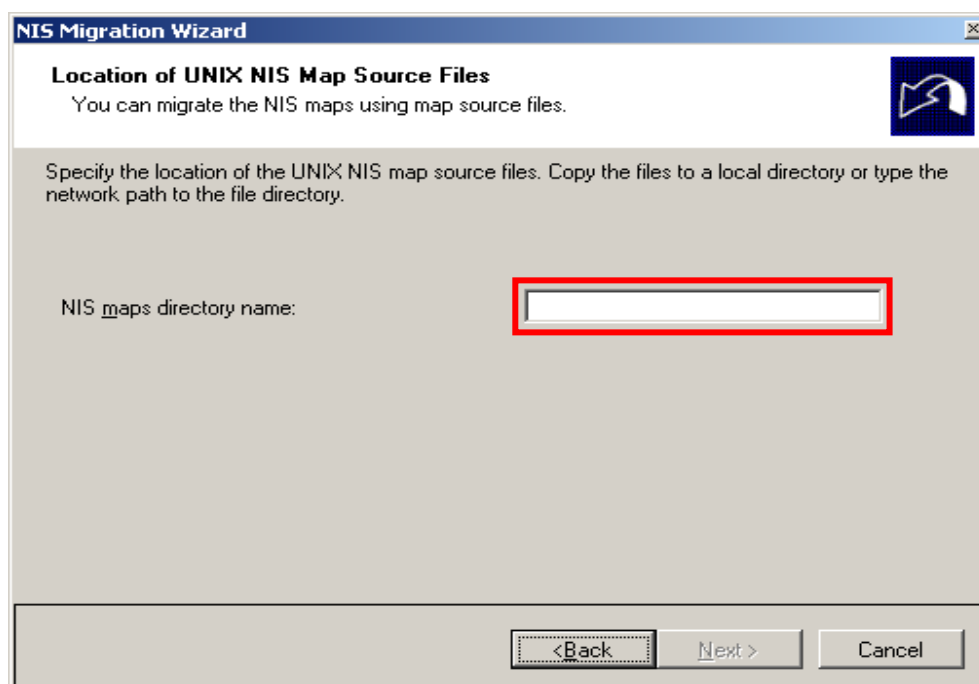 NIS Migration Wizard
Location of UNIX NIS Map Source Files
You can migrate the NIS maps using map source files.
Specify the location of the UNIX NIS map source files. Copy the files to a local directory or type the
network path to the file directory.
NIS maps directory name:
<Back Next > Cancel